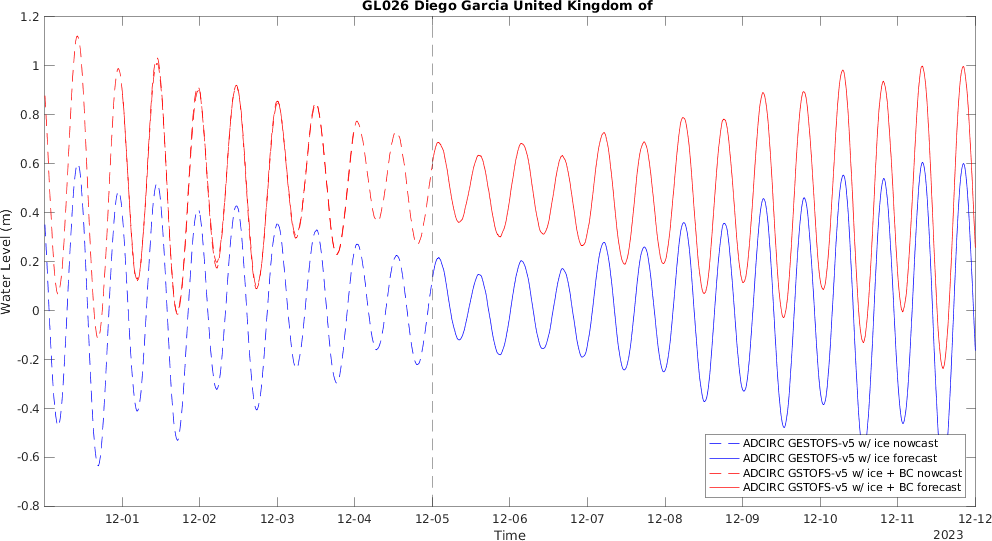 GL026 Diego Garcia United Kingdom of
1.2
1
0.8
0.6
0.4
0.2
0
-0.2
-0.4
-0.6
-0.8
Water Level (m)
ADCIRC GESTOFS-v5 w/ ice nowcast
ADCIRC GESTOFS-v5 w/ ice forecast
ADCIRC GSTOFS-v5 w/ ice + BC nowcast
ADCIRC GSTOFS-v5 w/ ice + BC forecast
12-01 12-02 12-03 12-04 12-05 12-06 12-07 12-08 12-09 12-10 12-11 12-12
Time
2023